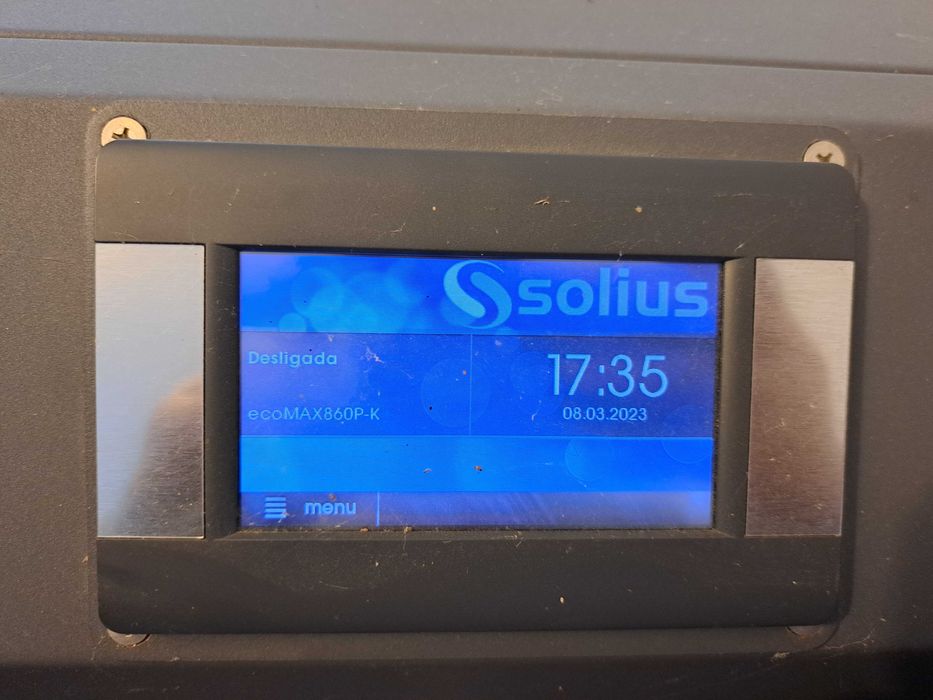 solius
Desligada
17:35
ecoMAX860P-K
08.03.2023
menu